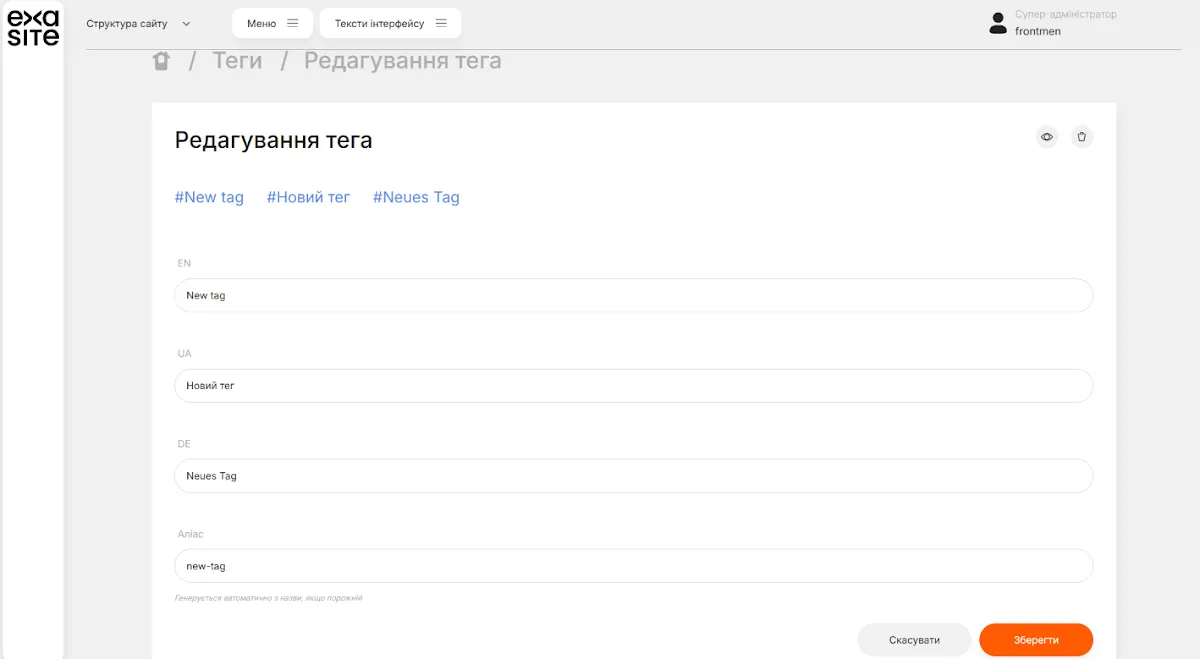 exa
site
Структура сайту
Меню
Тексти інтерфейсу
Супер-адміністратор
frontmen
/ Теги / Редагування тега
Редагування тега
#New tag #Новий тег #Neues Tag
EN
New tag
UA
Новий тег
DE
Neues Tag
Аліас
new-tag
Генерується автоматично з назви, якщо порожній
Скасувати
Зберегти